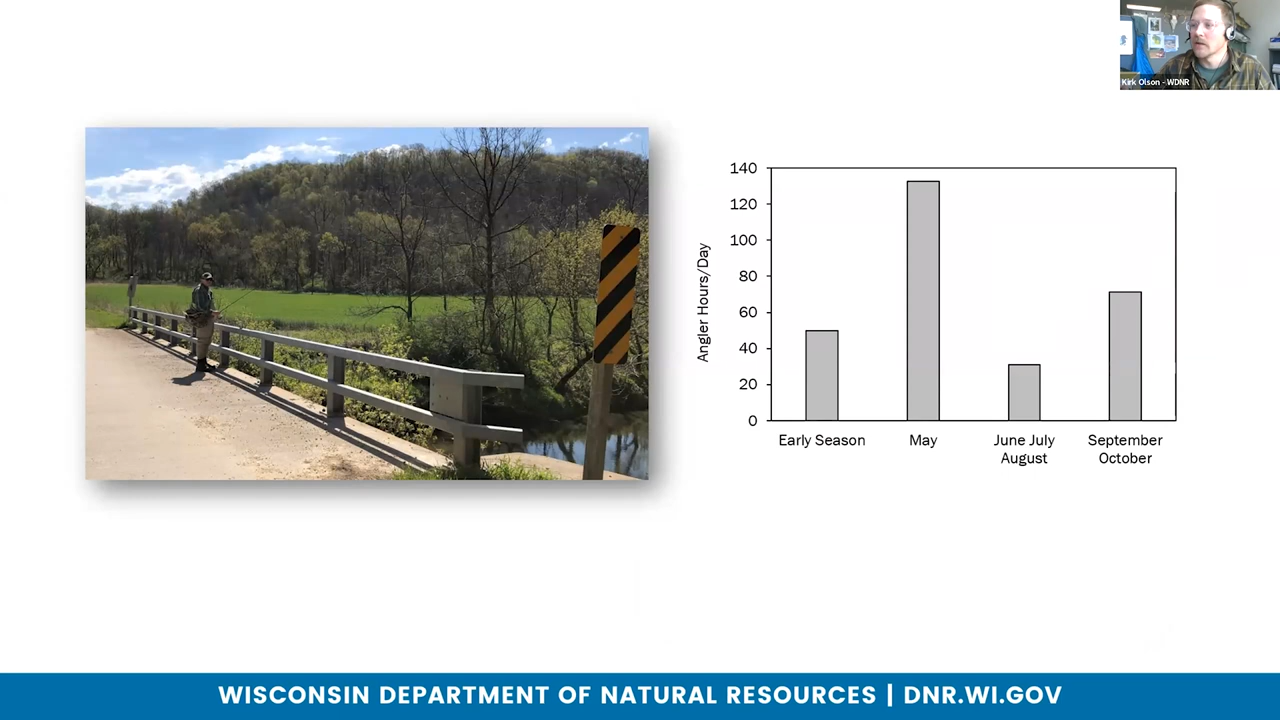 Kirk Olson - WDNR
140
120
100
80
60
40
20
0
Angler Hours/Day
Early Season
May
June July
August
September
October
WISCONSIN DEPARTMENT OF NATURAL RESOURCES | DNR.WI.GOV